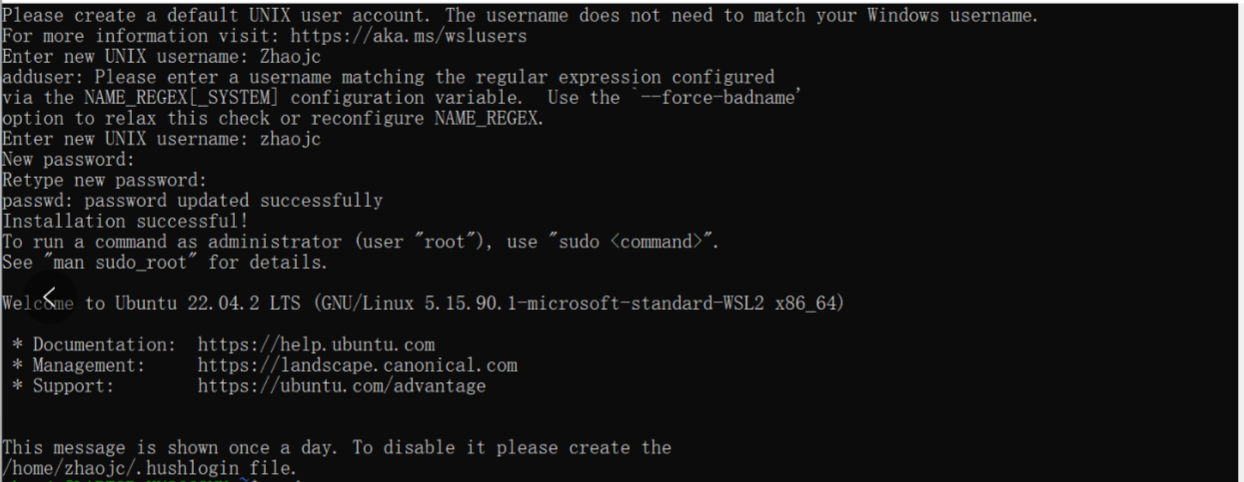 Please create a default UNIX user account. The username does not need to match your Windows username.
For more information visit: https://aka.ms/wslusers
Enter new UNIX username: Zhaojc
adduser: Please enter a username matching the regular expression configured
via the NAME_REGEX[_SYSTEM] configuration variable.  Use the `--force-badname'
option to relax this check or reconfigure NAME_REGEX.
Enter new UNIX username: zhaojc
New password:
Retype new password:
passwd: password updated successfully
Installation successful!
To run a command as administrator (user "root"), use "sudo <command>".
See "man sudo_root" for details.
Welcome to Ubuntu 22.04.2 LTS (GNU/Linux 5.15.90.1-microsoft-standard-WSL2 x86_64)
* Documentation:  https://help.ubuntu.com
* Management:     https://landscape.canonical.com
* Support:        https://ubuntu.com/advantage
This message is shown once a day. To disable it please create the
/home/zhaojc/.hushlogin file.